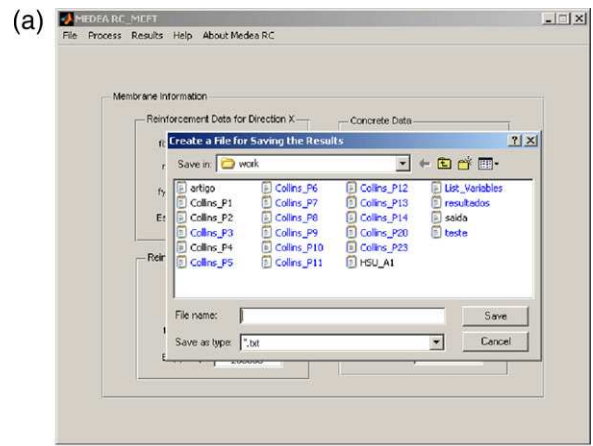 (a)
MEDEA RC_MCFT
File Process Results Help About Medea RC
Membrane Information
Reinforcement Data for Direction X
Concrete Data
Create a File for Saving the Results
Save in: work
artigo Collins_P6 Collins_P12 List_Variables
Collins_P1 Collins_P7 Collins_P13 resultados
Collins_P2 Collins_P8 Collins_P14 saida
Collins_P3 Collins_P9 Collins_P20 teste
Collins_P4 Collins_P10 Collins_P23
Collins_P5 Collins_P11 HSU_A1
Rein
File name:
Save
Save as type: *.txt
Cancel